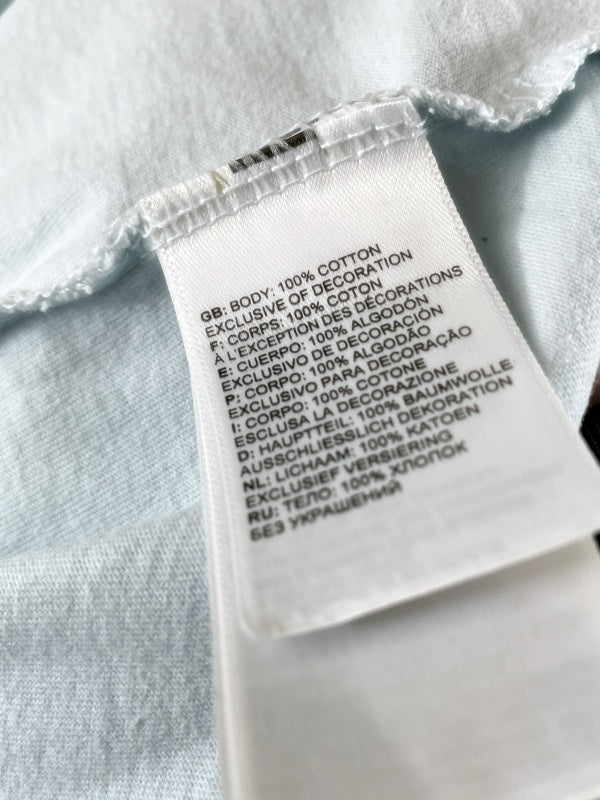 GB: BODY: 100% COTTON
EXCLUSIVE OF DECORATION
F: CORPS: 100% COTON
À L'EXCEPTION DES DÉCORATIONS
E: CUERPO: 100% ALGODÓN
EXCLUSIVO DE DECORACIÓN
P: CORPO: 100% ALGODÃO
EXCLUSIVO PARA DECORAÇÃO
I: CORPO: 100% COTONE
ESCLUSA LA DECORAZIONE
D: HAUPTTEIL: 100% BAUMWOLLE
AUSSCHLIESSLICH DEKORATION
NL: LICHAAM: 100% KATOEN
EXCLUSIEF VERSIERING
RU: ТЕЛО: 100% ХЛОПОК
БЕЗ УКРАШЕНИЙ